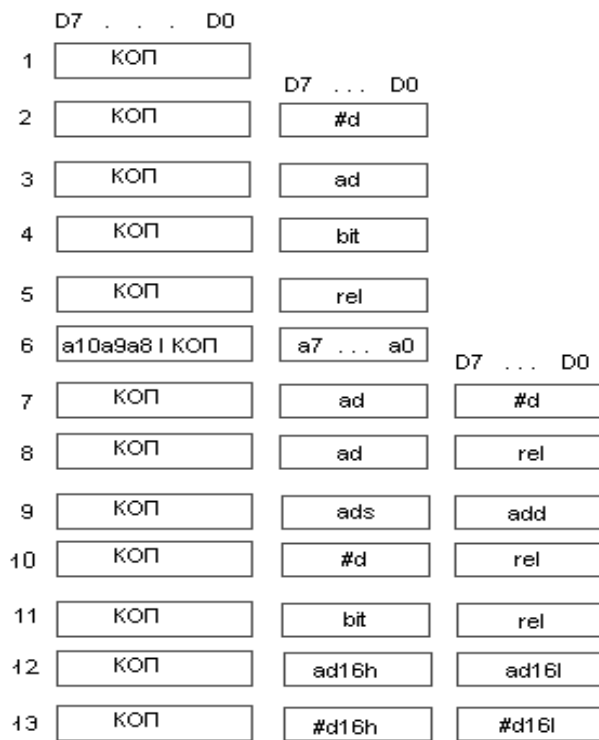 D7 . . . D0
1 КОП
D7 ... D0
2 КОП #d
3 КОП ad
4 КОП bit
5 КОП rel
6 a10a9a8 I КОП a7 ... a0
D7 ... D0
7 КОП ad #d
8 КОП ad rel
9 КОП ads add
10 КОП #d rel
11 КОП bit rel
12 КОП ad16h ad16l
13 КОП #d16h #d16l